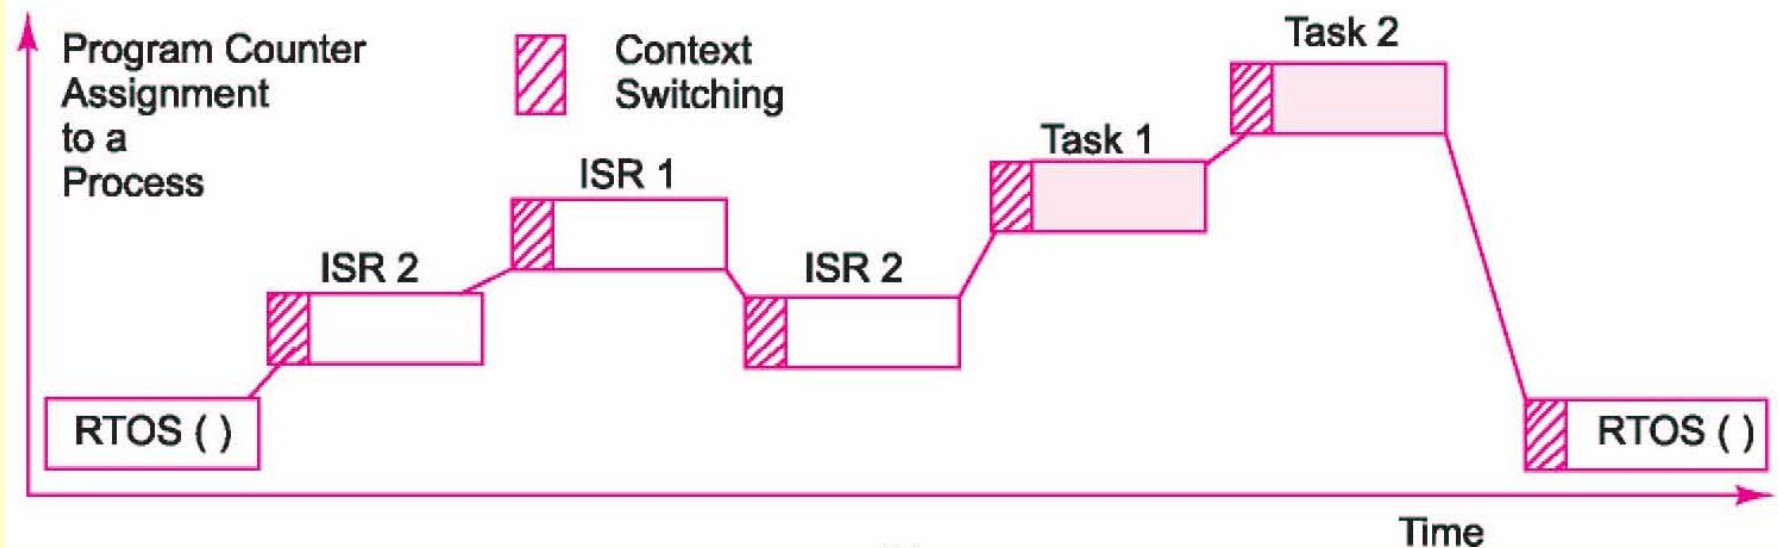 Program Counter
Assignment
to a
Process
Context
Switching
Task 2
Task 1
ISR 1
ISR 2
ISR 2
RTOS ( )
RTOS ( )
Time